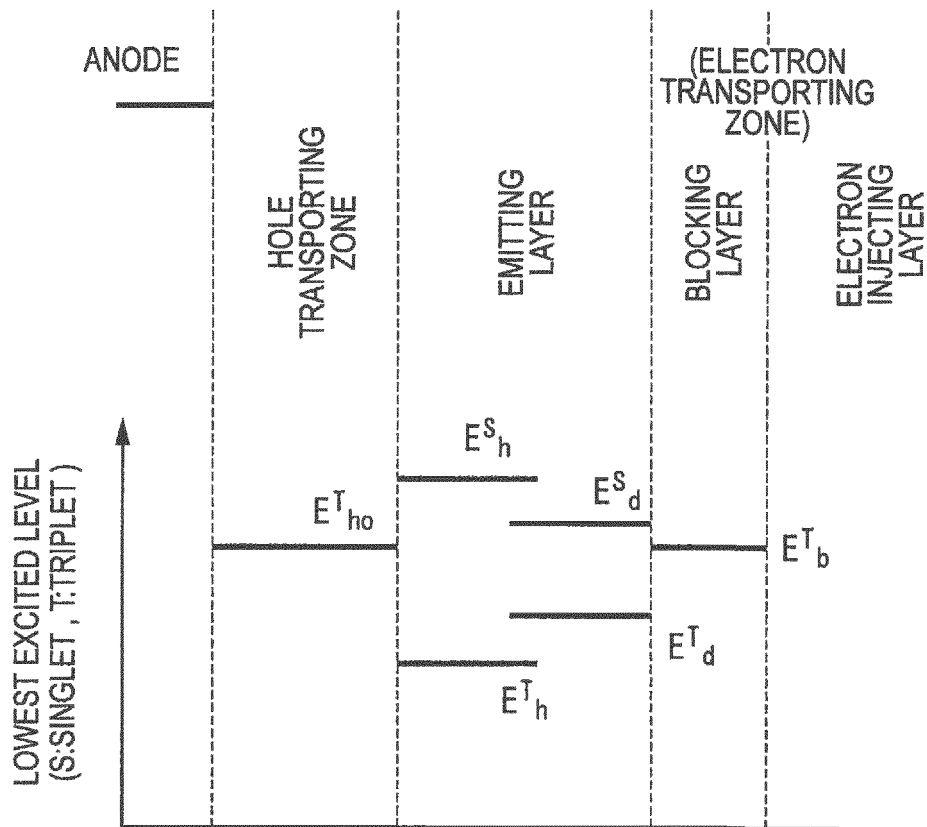 ANODE
(ELECTRON
TRANSPORTING
ZONE)
HOLE
TRANSPORTING
ZONE
EMITTING
LAYER
BLOCKING
LAYER
ELECTRON
INJECTING
LAYER
LOWEST EXCITED LEVEL
(S:SINGLET , T:TRIPLET )
E^S_h
E^S_d
E^T_ho
E^T_b
E^T_d
E^T_h